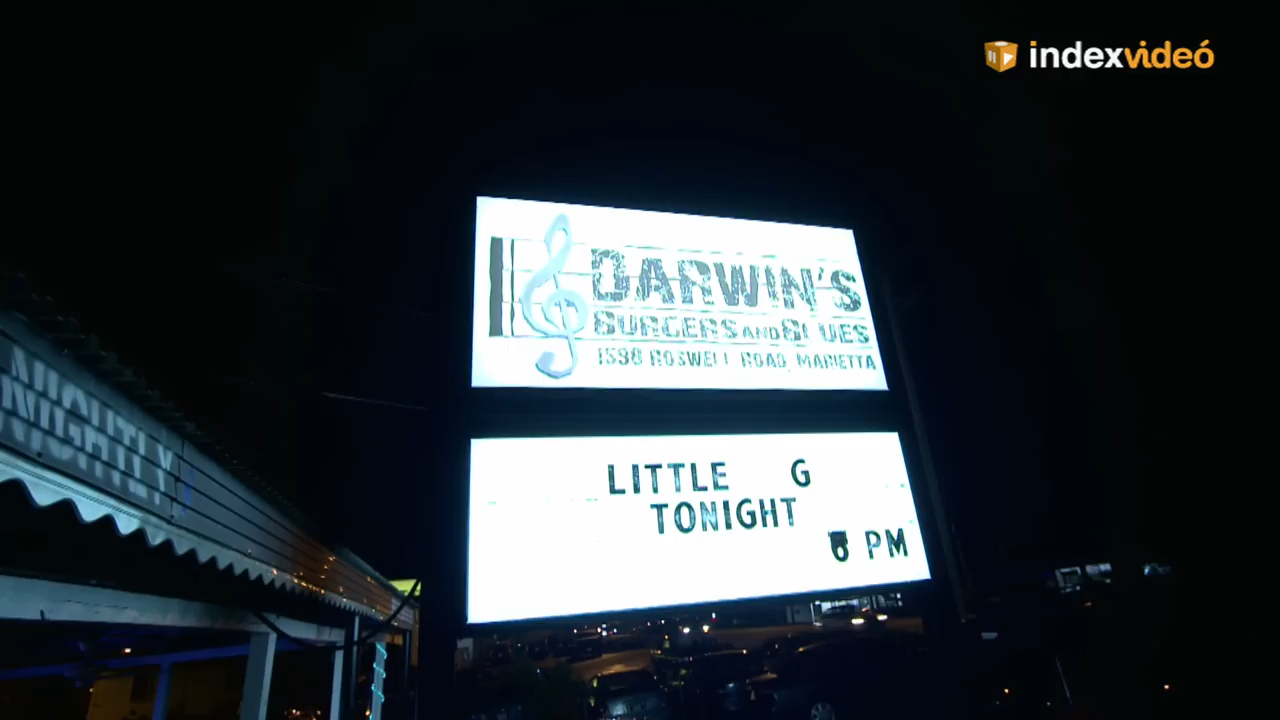 indexvideó
DARWIN'S
BURGERS AND BLUES
1598 ROSWELL ROAD, MARIETTA
NIGHTLY
LITTLE G
TONIGHT
PM